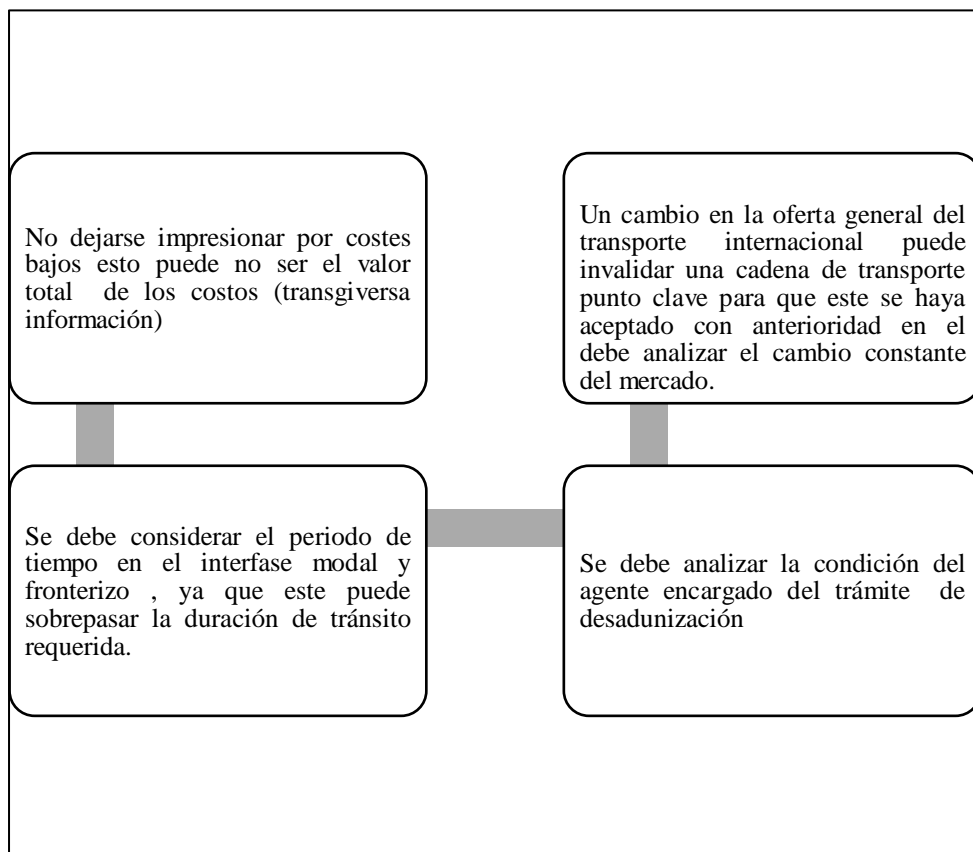 No dejarse impresionar por costes
bajos esto puede no ser el valor
total de los costos (transgiversa
información)
Se debe considerar el periodo de
tiempo en el interfase modal y
fronterizo , ya que este puede
sobrepasar la duración de tránsito
requerida.
Se debe analizar la condición del
agente encargado del trámite de
desadunización
Un cambio en la oferta general del
transporte internacional puede
invalidar una cadena de transporte
punto clave para que este se haya
aceptado con anterioridad en el
debe analizar el cambio constante
del mercado.